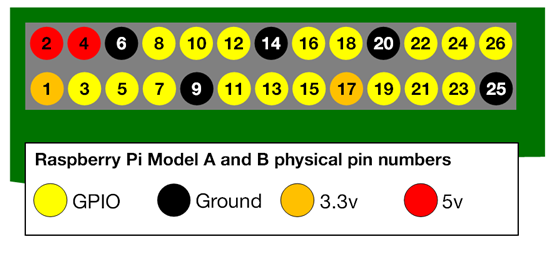 2 4 6 8 10 12 14 16 18 20 22 24 26
1 3 5 7 9 11 13 15 17 19 21 23 25
Raspberry Pi Model A and B physical pin numbers
GPIO Ground 3.3v 5v